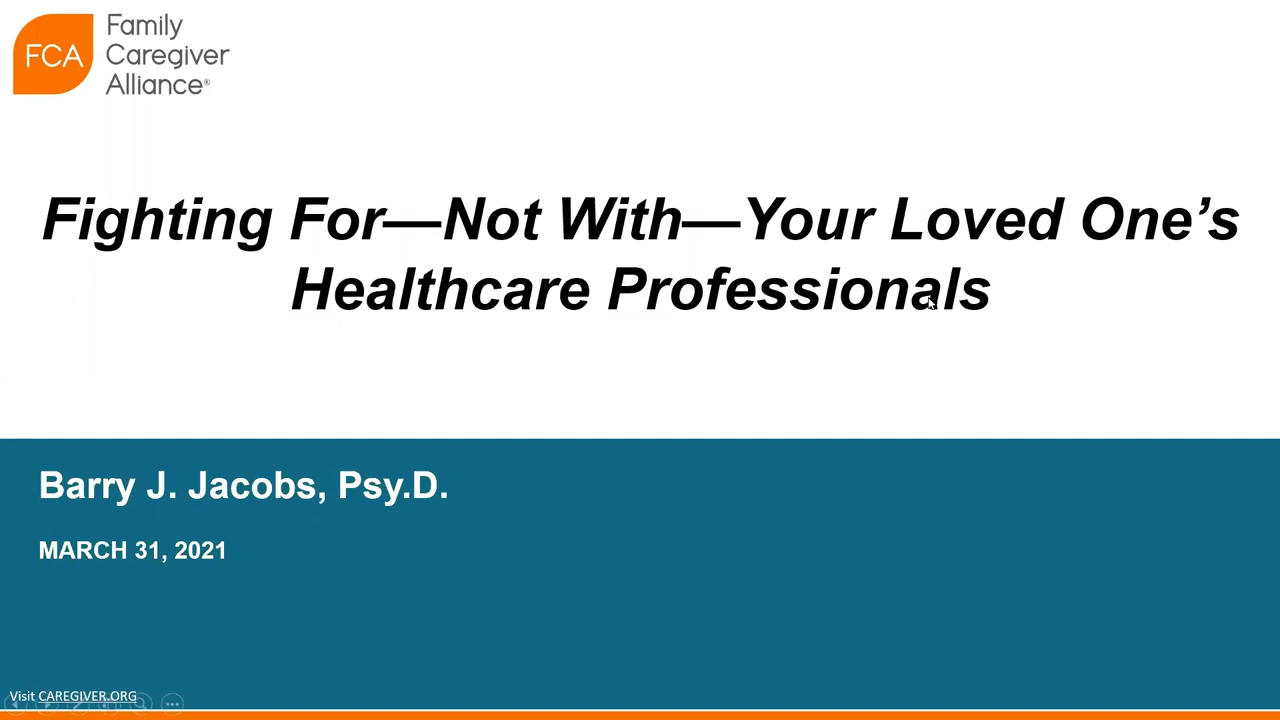 FCA
Family
Caregiver
Alliance®
Fighting For—Not With—Your Loved One’s
Healthcare Professionals
Barry J. Jacobs, Psy.D.
MARCH 31, 2021
Visit CAREGIVER.ORG